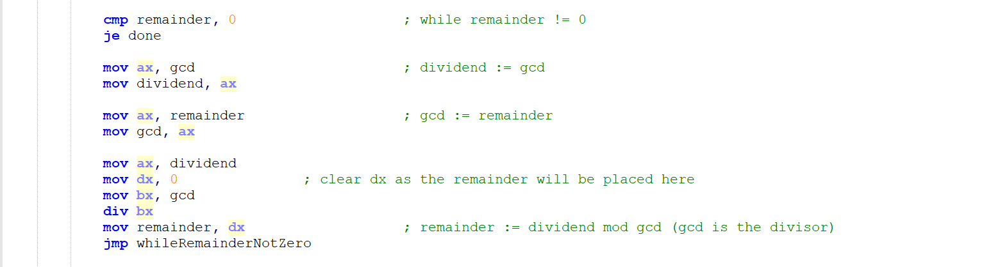 cmp remainder, 0 ; while remainder != 0
je done
mov ax, gcd ; dividend := gcd
mov dividend, ax
mov ax, remainder ; gcd := remainder
mov gcd, ax
mov ax, dividend
mov dx, 0 ; clear dx as the remainder will be placed here
mov bx, gcd
div bx
mov remainder, dx ; remainder := dividend mod gcd (gcd is the divisor)
jmp whileRemainderNotZero